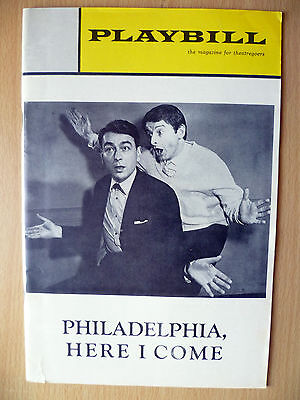 PLAYBILL
the magazine for theatregoers
PHILADELPHIA,
HERE I COME